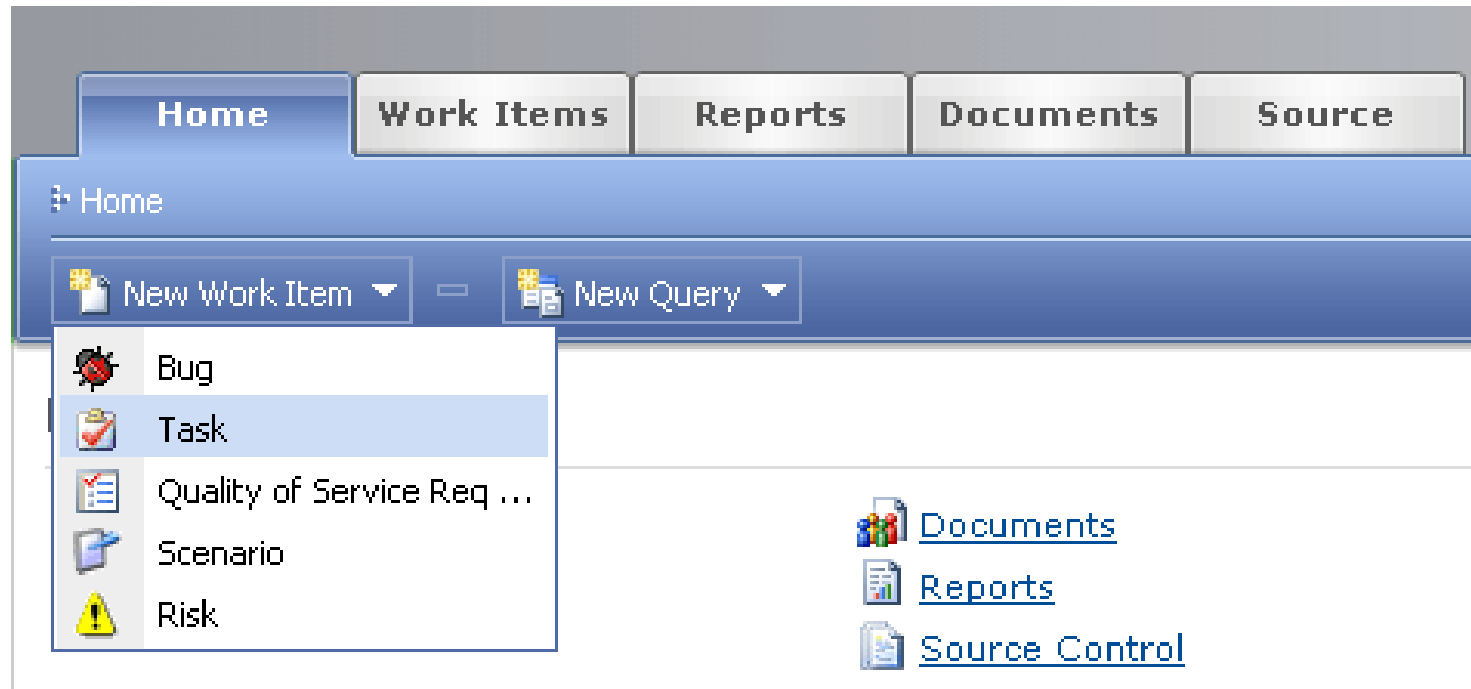 Home Work Items Reports Documents Source
Home
New Work Item New Query
Bug
Task
Quality of Service Req ...
Scenario
Risk
Documents
Reports
Source Control